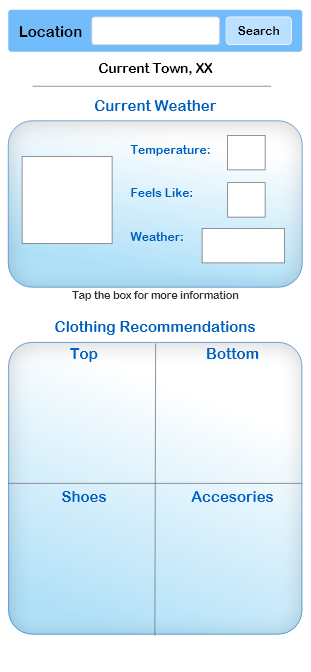 Location Search
Current Town, XX
Current Weather
Temperature:
Feels Like:
Weather:
Tap the box for more information
Clothing Recommendations
Top Bottom
Shoes Accesories